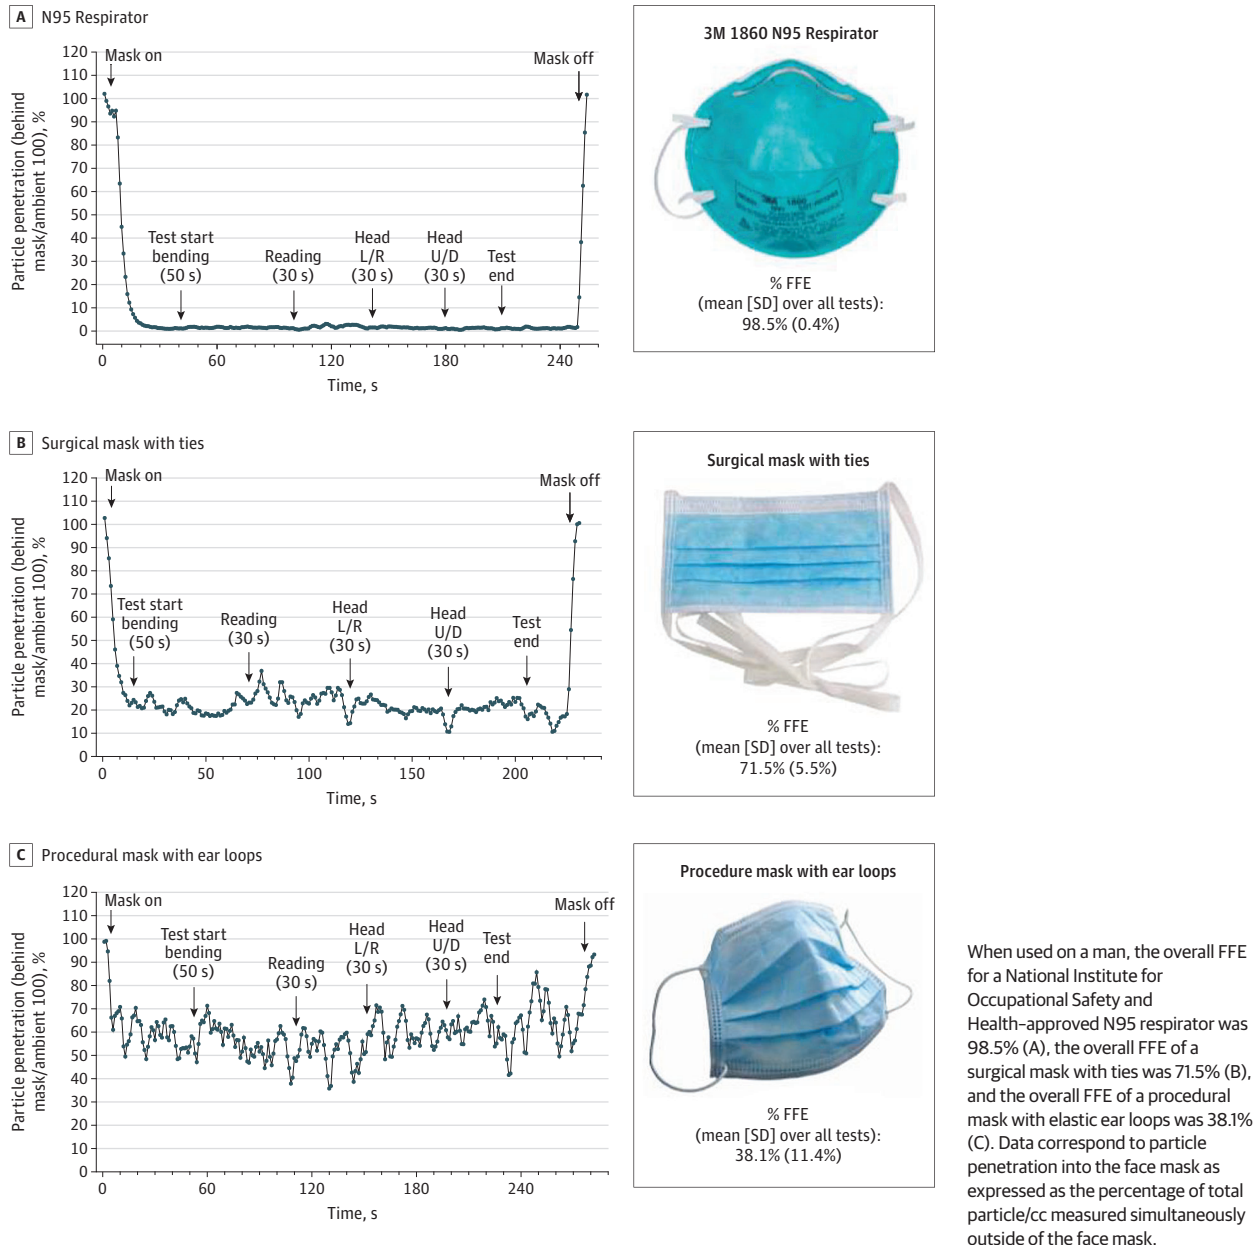 A N95 Respirator
Particle penetration (behind
mask/ambient 100), %
120
110
100
90
80
70
60
50
40
30
20
10
0
Mask on
Test start
bending
(50 s)
Reading
(30 s)
Head
L/R
(30 s)
Head
U/D
(30 s)
Test
end
Mask off
0 60 120 180 240
Time, s
3M 1860 N95 Respirator
3M 1860
% FFE
(mean [SD] over all tests):
98.5% (0.4%)
B Surgical mask with ties
Particle penetration (behind
mask/ambient 100), %
120
110
100
90
80
70
60
50
40
30
20
10
0
Mask on
Test start
bending
(50 s)
Reading
(30 s)
Head
L/R
(30 s)
Head
U/D
(30 s)
Test
end
Mask off
0 50 100 150 200
Time, s
Surgical mask with ties
% FFE
(mean [SD] over all tests):
71.5% (5.5%)
C Procedural mask with ear loops
Particle penetration (behind
mask/ambient 100), %
120
110
100
90
80
70
60
50
40
30
20
10
0
Mask on
Test start
bending
(50 s)
Reading
(30 s)
Head
L/R
(30 s)
Head
U/D
(30 s)
Test
end
Mask off
0 60 120 180 240
Time, s
Procedure mask with ear loops
% FFE
(mean [SD] over all tests):
38.1% (11.4%)
When used on a man, the overall FFE
for a National Institute for
Occupational Safety and
Health–approved N95 respirator was
98.5% (A), the overall FFE of a
surgical mask with ties was 71.5% (B),
and the overall FFE of a procedural
mask with elastic ear loops was 38.1%
(C). Data correspond to particle
penetration into the face mask as
expressed as the percentage of total
particle/cc measured simultaneously
outside of the face mask.